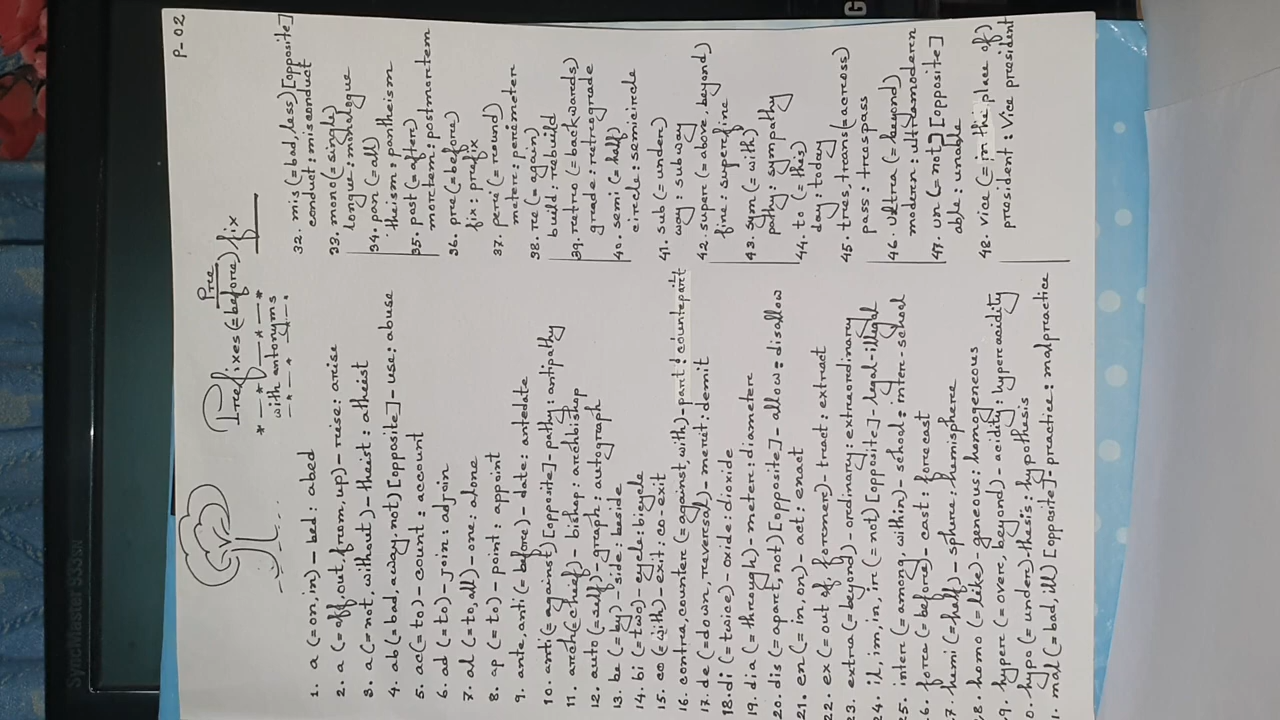 P-02
Pre
Prefixes (=before) fix
with antonyms
1. a (=on, in) - bed : abed
2. a (=off, out, from, up) - rise : arise
3. a (=not, without) - theist : atheist
4. ab (=bad, away, not) [opposite] - use : abuse
5. ac (=to) - count : account
6. ad (=to) - join : adjoin
7. al (=to, all) - one : alone
8. ap (=to) - point : appoint
9. ante, anti (=before) - date : antedate
10. anti (=against) [opposite] - pathy : antipathy
11. arch (chief) - bishop : archbishop
12. auto (=self) - graph : autograph
13. be (=by) - side : beside
14. bi (=two) - cycle : bicycle
15. co (=with) - exit : co-exit
16. contra, counter (=against, with) - part : counterpart
17. de (=down, reversal) - merit : demit
18. di (=twice) - oxide : dioxide
19. dia (=through) - meter : diameter
20. dis (=apart, not) [opposite] - allow = disallow
21. en (=in, on) - act : enact
22. ex (=out of, former) - tract : extract
23. extra (=beyond) - ordinary : extraordinary
24. il, im, in, ir (=not) [opposite] - legal - illegal
25. inter (=among, within) - school : inter-school
6. fore (=before) - cast : forecast
7. hemi (=half) - sphere : hemisphere
8. homo (=like) - geneous : homogeneous
9. hyper (=over, beyond) - acidity : hyperacidity
0. hypo (=under) thesis : hypothesis
1. mal (=bad, ill) [opposite] practice : malpractice
32. mis (=bad, less) [opposite]
conduct : misconduct
33. mono (=single)
logue : monologue
34. pan (=all)
theism : pantheism
35. post (=after)
mortem : postmortem
36. pre (=before)
fix : prefix
37. peri (=round)
meter : perimeter
38. re (=again)
build : rebuild
39. retro (=backwards)
grade : retrograde
40. semi (=half)
circle : semicircle
41. sub (=under)
way : subway
42. super (=above, beyond)
fine : superfine
43. sym (=with)
pathy : sympathy
44. to (=this)
day : today
45. tres, trans (=across)
pass : trespass
46. Ultra (=beyond)
modern : ultramodern
47. un (=not) [opposite]
able : unable
48. vice (=in the place of)
president : Vice president
SyncMaster 933SN
G